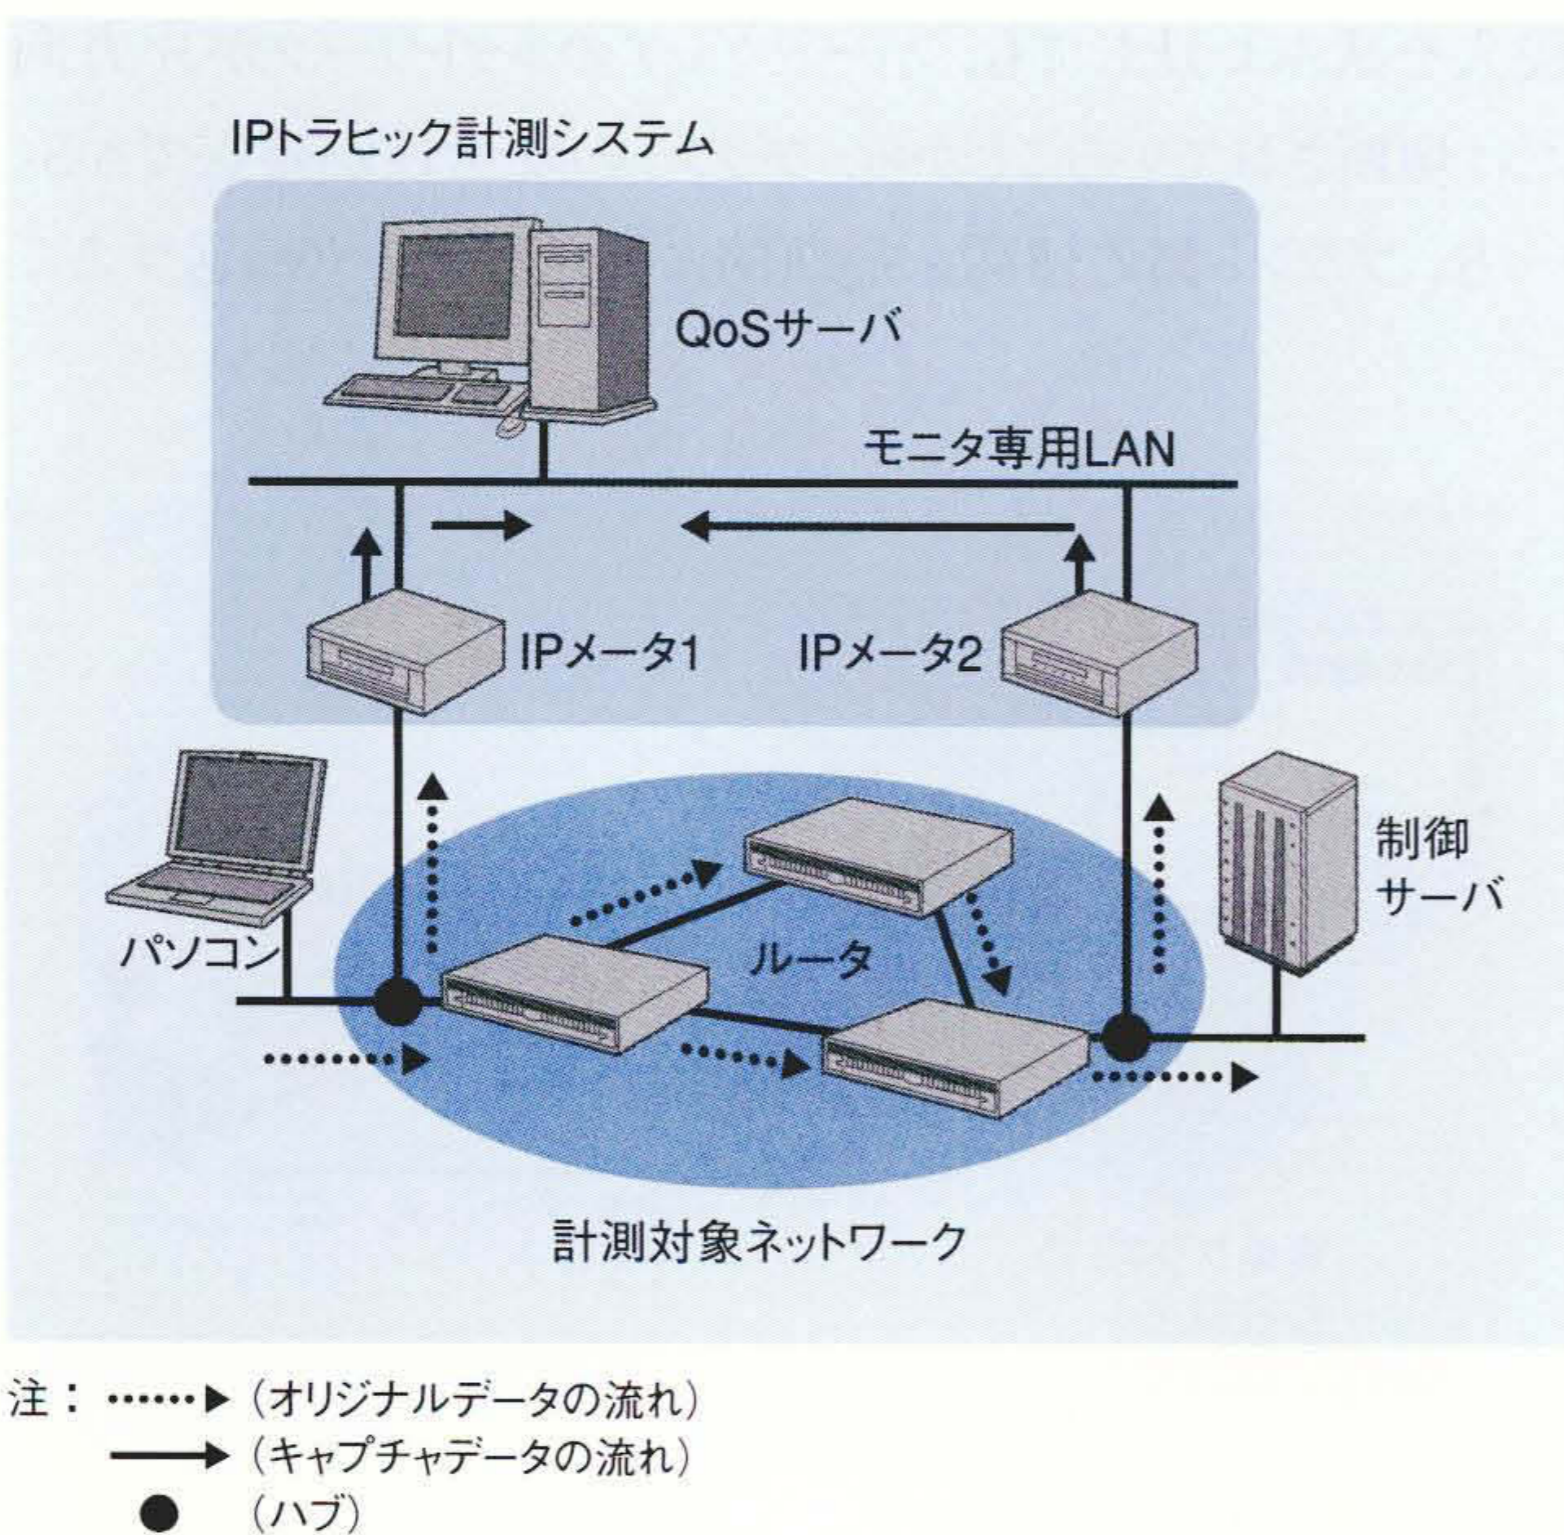 IPトラヒック計測システム
QoSサーバ
モニタ専用LAN
IPメータ1
IPメータ2
パソコン
ルータ
制御
サーバ
計測対象ネットワーク
注：（オリジナルデータの流れ）
（キャプチャデータの流れ）
（ハブ）